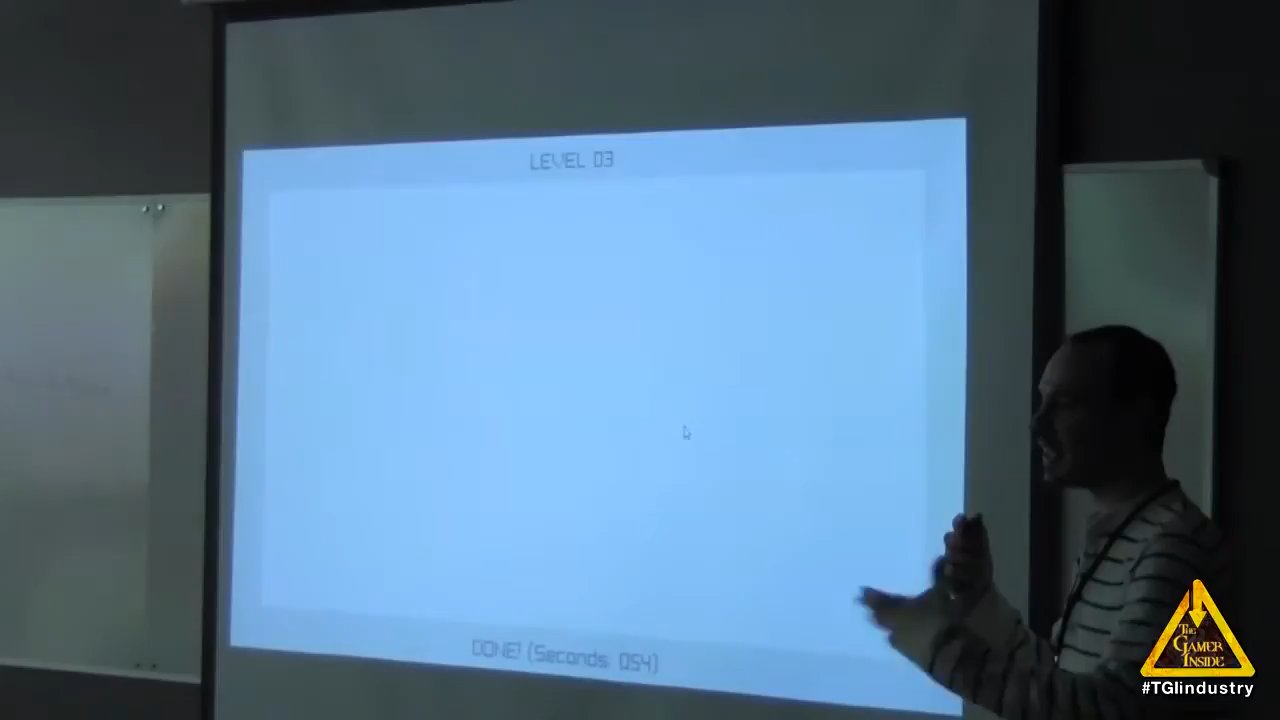 LEVEL 03
DONE! (Seconds: 054)
THE
GAMER
INSIDE
#TGIindustry